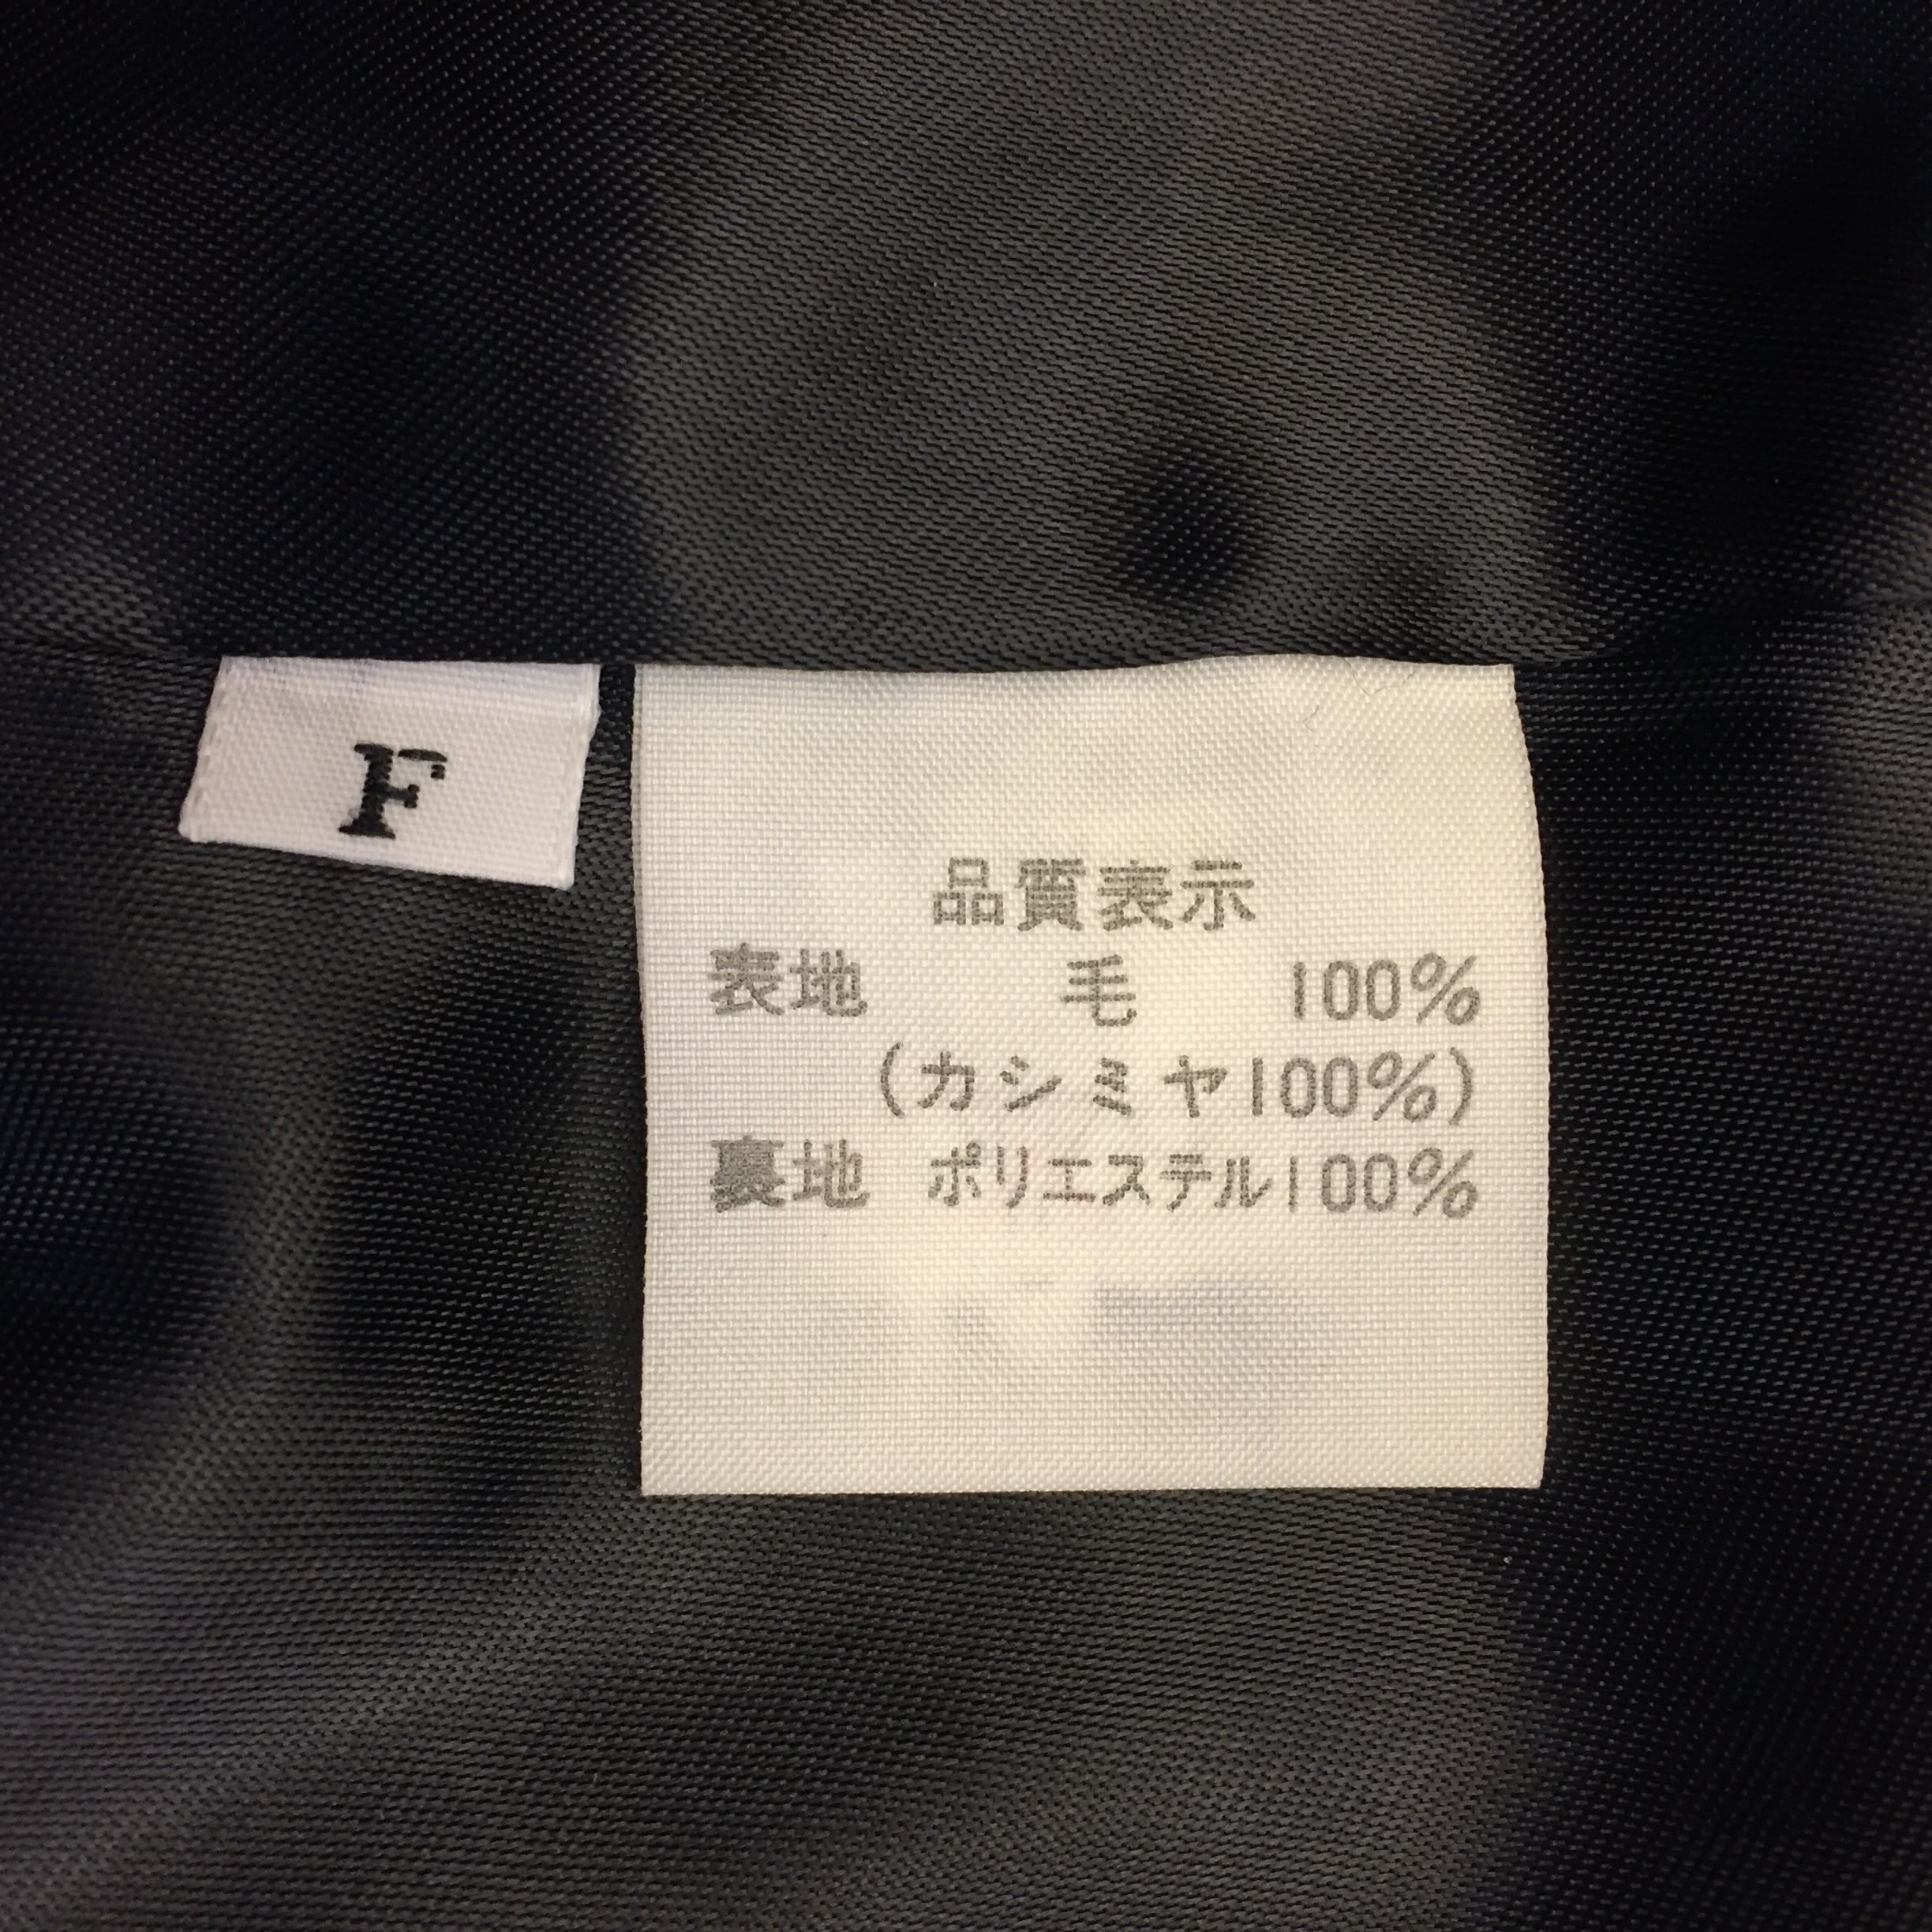 F
品質表示
表地 毛 100%
(カシミヤ100%)
裏地 ポリエステル100%